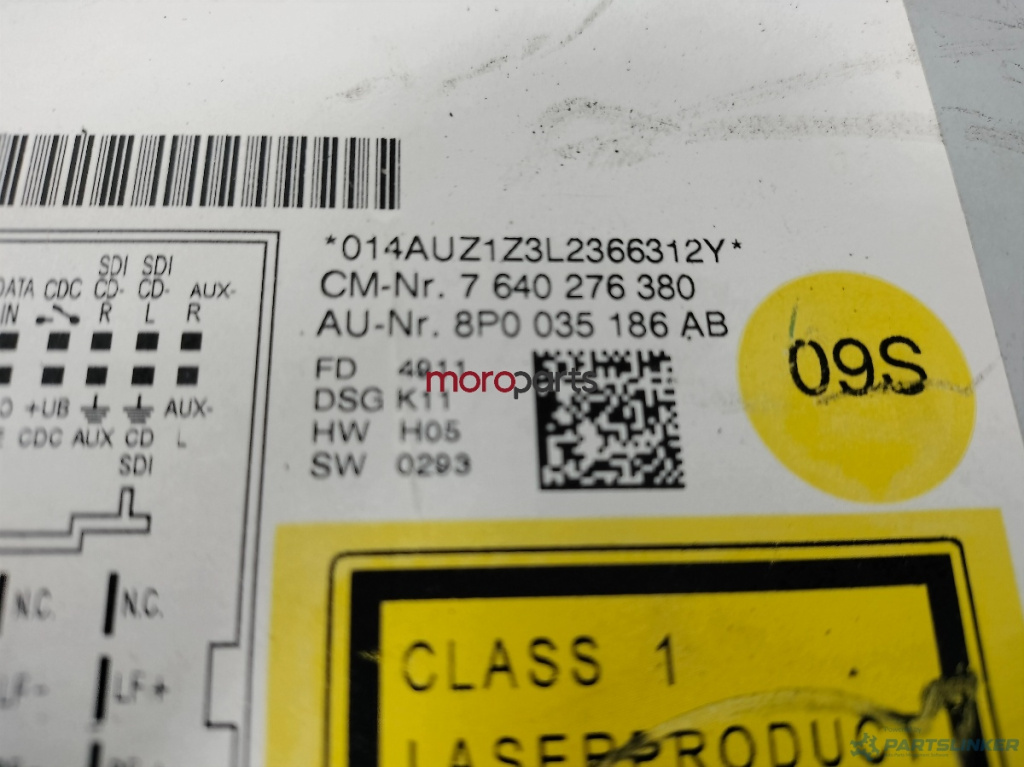 *014AUZ1Z3L2366312Y*
CM-Nr. 7 640 276 380
AU-Nr. 8P0 035 186 AB
FD 4911
moroparts
DSG K11
HW H05
SW 0293
09S
SDI SDI
DATA CDC CD- CD- AUX-
IN R L R
+UB AUX-
CDC AUX CD L
SDI
N.C. N.C.
LF- LF+
CLASS 1
LASERPRODUCT
PARTSLINKER